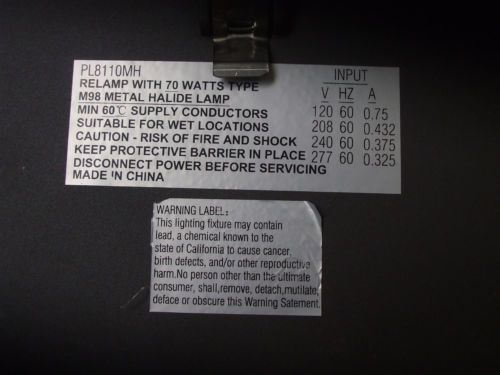 PL8110MH
RELAMP WITH 70 WATTS TYPE
M98 METAL HALIDE LAMP
MIN 60℃ SUPPLY CONDUCTORS
SUITABLE FOR WET LOCATIONS
CAUTION - RISK OF FIRE AND SHOCK
KEEP PROTECTIVE BARRIER IN PLACE
DISCONNECT POWER BEFORE SERVICING
MADE IN CHINA
INPUT
V HZ A
120 60 0.75
208 60 0.432
240 60 0.375
277 60 0.325
WARNING LABEL:
This lighting fixture may contain
lead, a chemical known to the
state of California to cause cancer,
birth defects, and/or other reproductive
harm.No person other than the ultimate
consumer, shall,remove, detach,mutilate,
deface or obscure this Warning Satement.